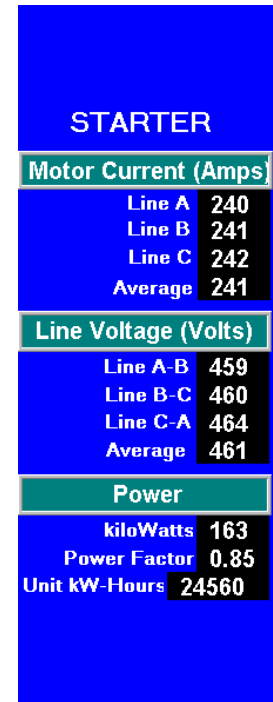 STARTER
Motor Current (Amps)
Line A 240
Line B 241
Line C 242
Average 241
Line Voltage (Volts)
Line A-B 459
Line B-C 460
Line C-A 464
Average 461
Power
kiloWatts 163
Power Factor 0.85
Unit kW-Hours 24560